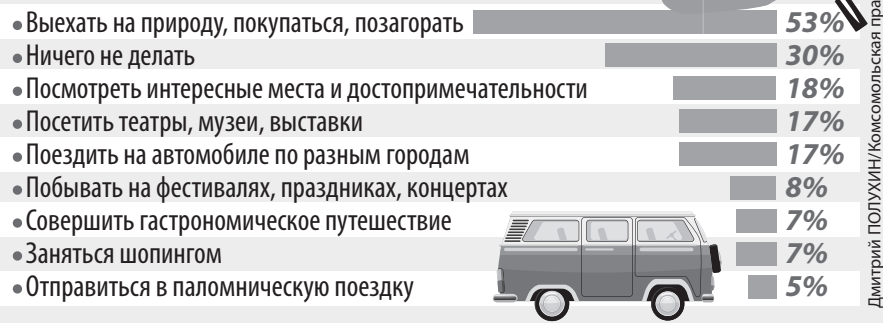 • Выехать на природу, покупаться, позагорать 53%
• Ничего не делать 30%
• Посмотреть интересные места и достопримечательности 18%
• Посетить театры, музеи, выставки 17%
• Поездить на автомобиле по разным городам 17%
• Побывать на фестивалях, праздниках, концертах 8%
• Совершить гастрономическое путешествие 7%
• Заняться шопингом 7%
• Отправиться в паломническую поездку 5%
Дмитрий ПОЛУХИН/Комсомольская